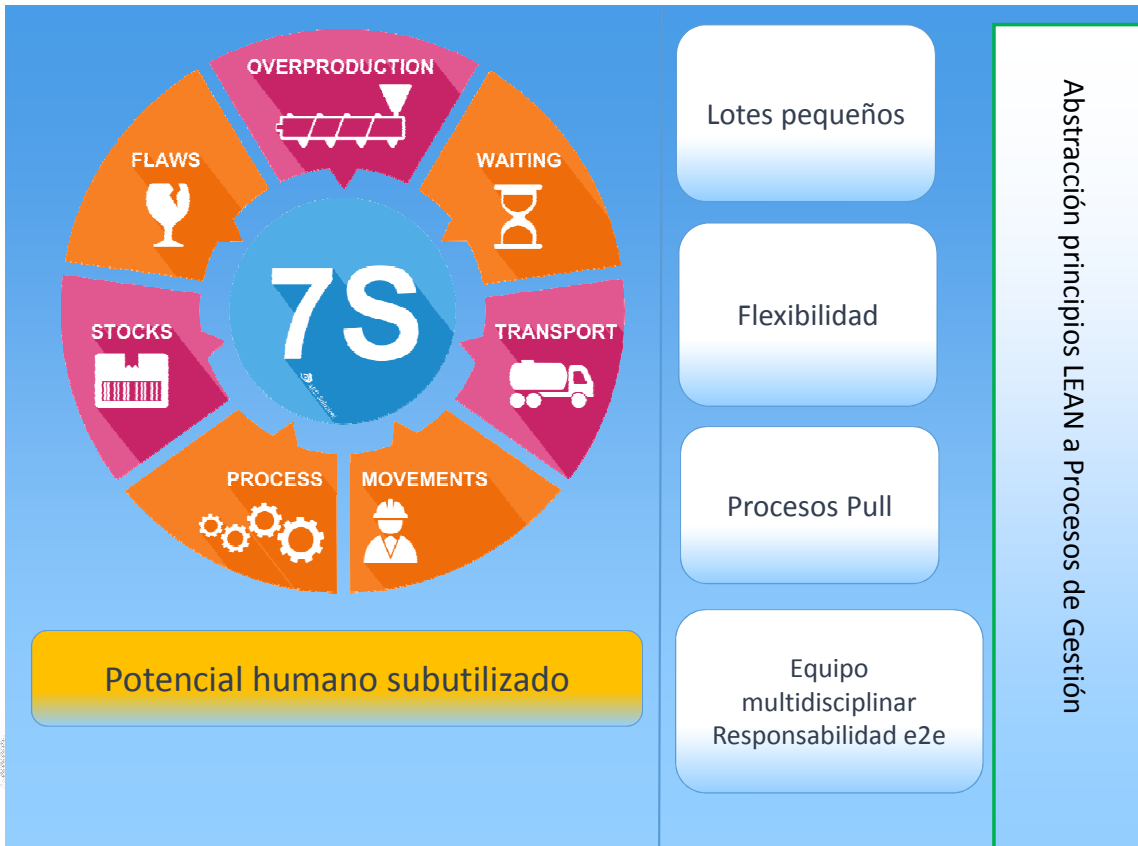 OVERPRODUCTION
FLAWS
WAITING
7S
STOCKS
TRANSPORT
PROCESS
MOVEMENTS
Potencial humano subutilizado
Lotes pequeños
Flexibilidad
Procesos Pull
Equipo
multidisciplinar
Responsabilidad e2e
Abstracción principios LEAN a Procesos de Gestión